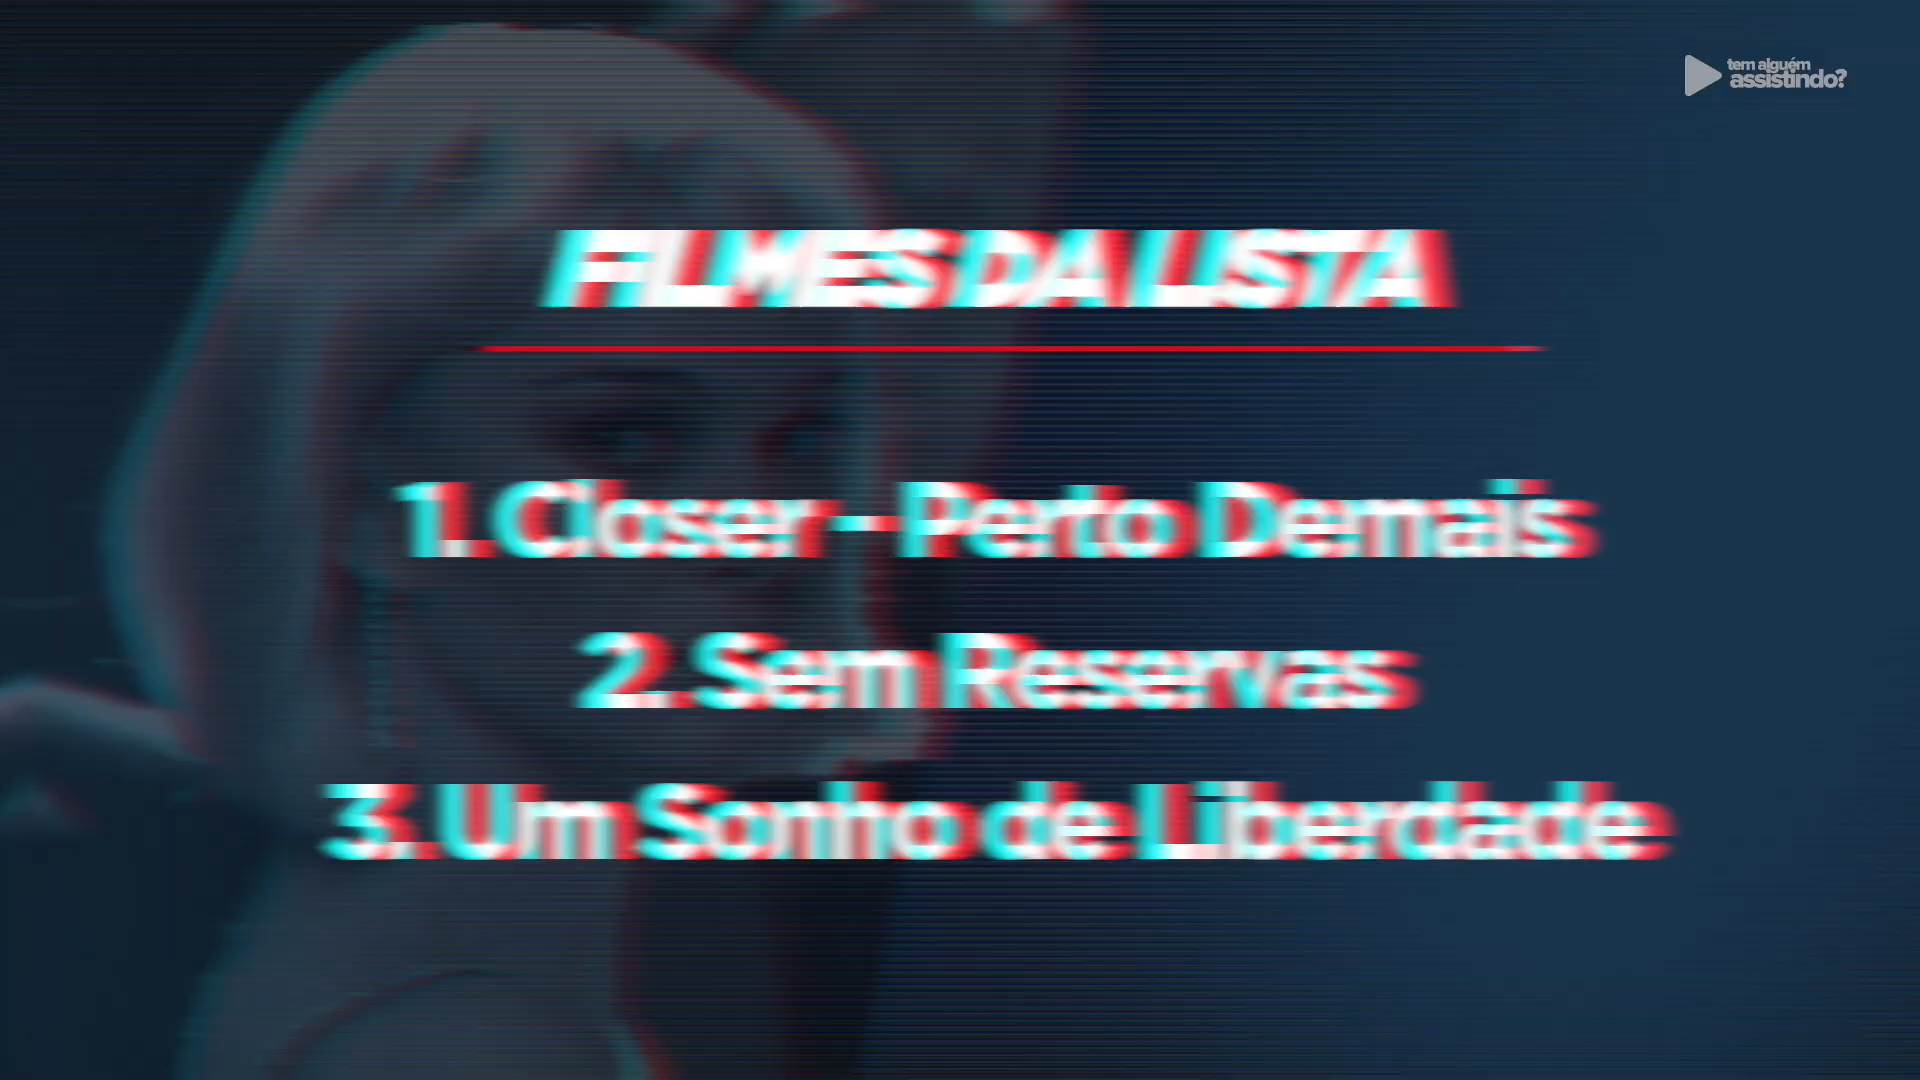 tem alguém
assistindo?
FILMES DA LISTA
1. Closer - Perto Demais
2. Sem Reservas
3. Um Sonho de Liberdade